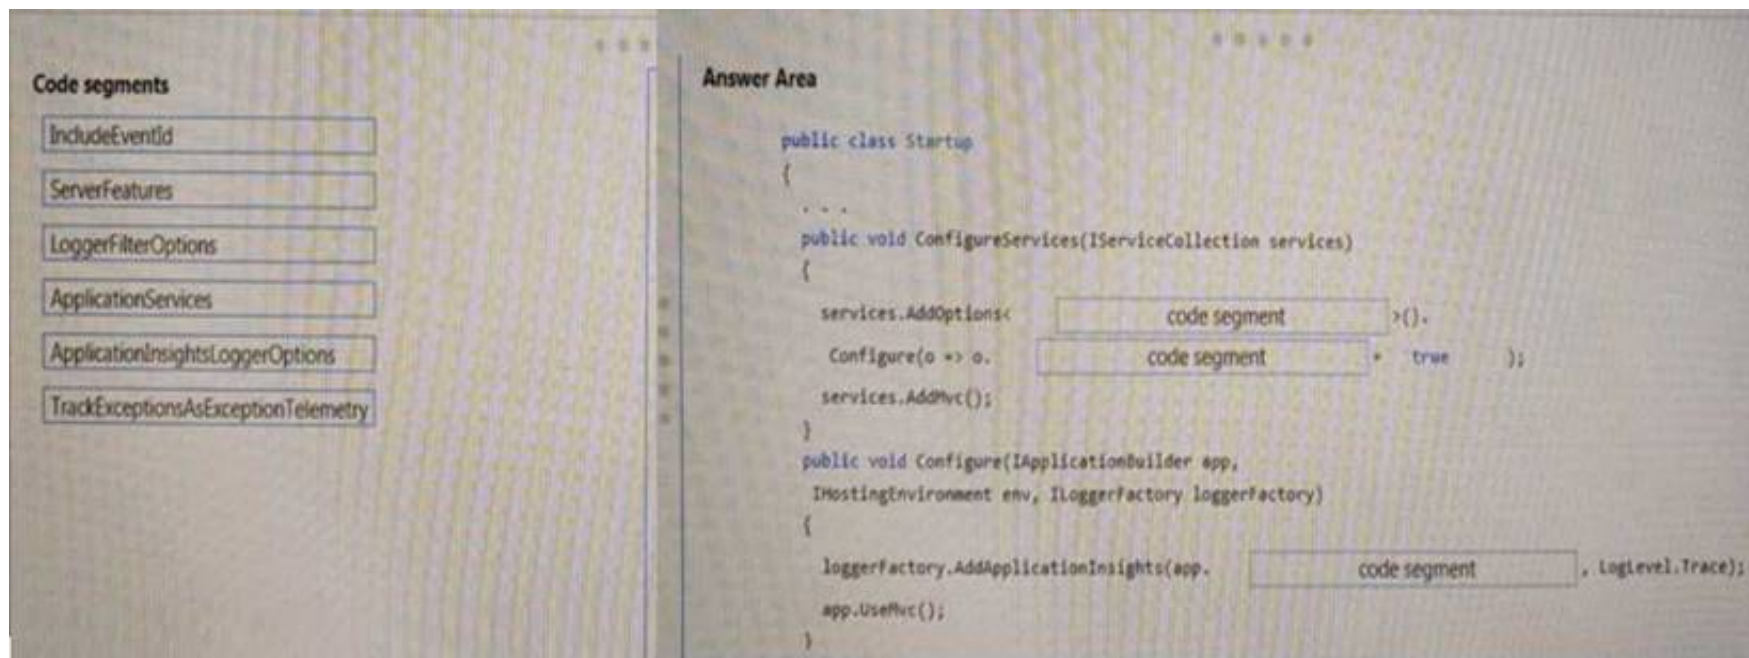 Code segments
IncludeEventId
ServerFeatures
LoggerFilterOptions
ApplicationServices
ApplicationInsightsLoggerOptions
TrackExceptionsAsExceptionTelemetry
Answer Area
public class Startup
{
. . .
public void ConfigureServices(IServiceCollection services)
{
services.AddOptions< code segment >().
Configure(o => o. code segment = true );
services.AddMvc();
}
public void Configure(IApplicationBuilder app,
IHostingEnvironment env, ILoggerFactory loggerFactory)
{
loggerFactory.AddApplicationInsights(app. code segment , LogLevel.Trace);
app.UseMvc();
}